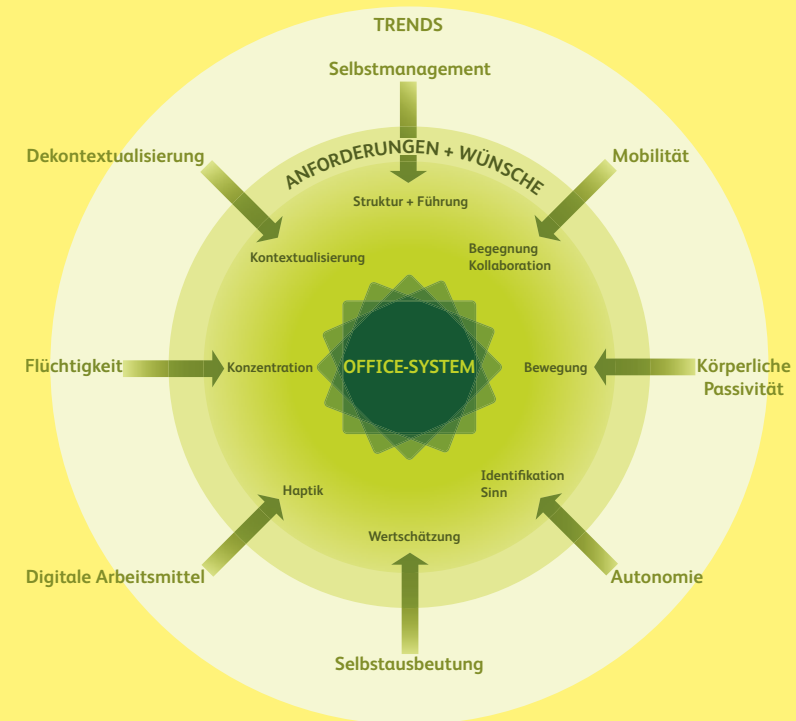 TRENDS
Selbstmanagement
Dekontextualisierung
Mobilität
ANFORDERUNGEN + WÜNSCHE
Struktur + Führung
Kontextualisierung
Begegnung
Kollaboration
Flüchtigkeit
Konzentration
OFFICE-SYSTEM
Bewegung
Körperliche
Passivität
Haptik
Identifikation
Sinn
Wertschätzung
Digitale Arbeitsmittel
Autonomie
Selbstausbeutung